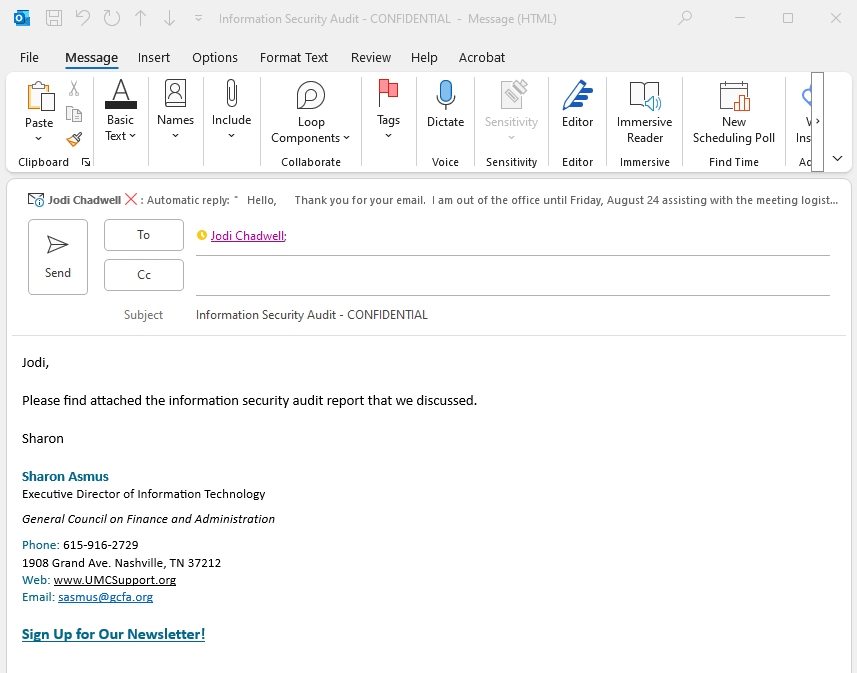 Information Security Audit - CONFIDENTIAL - Message (HTML)
File Message Insert Options Format Text Review Help Acrobat
Paste
Clipboard
Basic Text
Names
Include
Loop Components
Collaborate
Tags
Dictate
Voice
Sensitivity
Sensitivity
Editor
Editor
Immersive Reader
Immersive
New Scheduling Poll
Find Time
Jodi Chadwell : Automatic reply: " Hello, Thank you for your email. I am out of the office until Friday, August 24 assisting with the meeting logist...
Send
To Jodi Chadwell;
Cc
Subject Information Security Audit - CONFIDENTIAL
Jodi,
Please find attached the information security audit report that we discussed.
Sharon
Sharon Asmus
Executive Director of Information Technology
General Council on Finance and Administration
Phone: 615-916-2729
1908 Grand Ave. Nashville, TN 37212
Web: www.UMCSupport.org
Email: sasmus@gcfa.org
Sign Up for Our Newsletter!